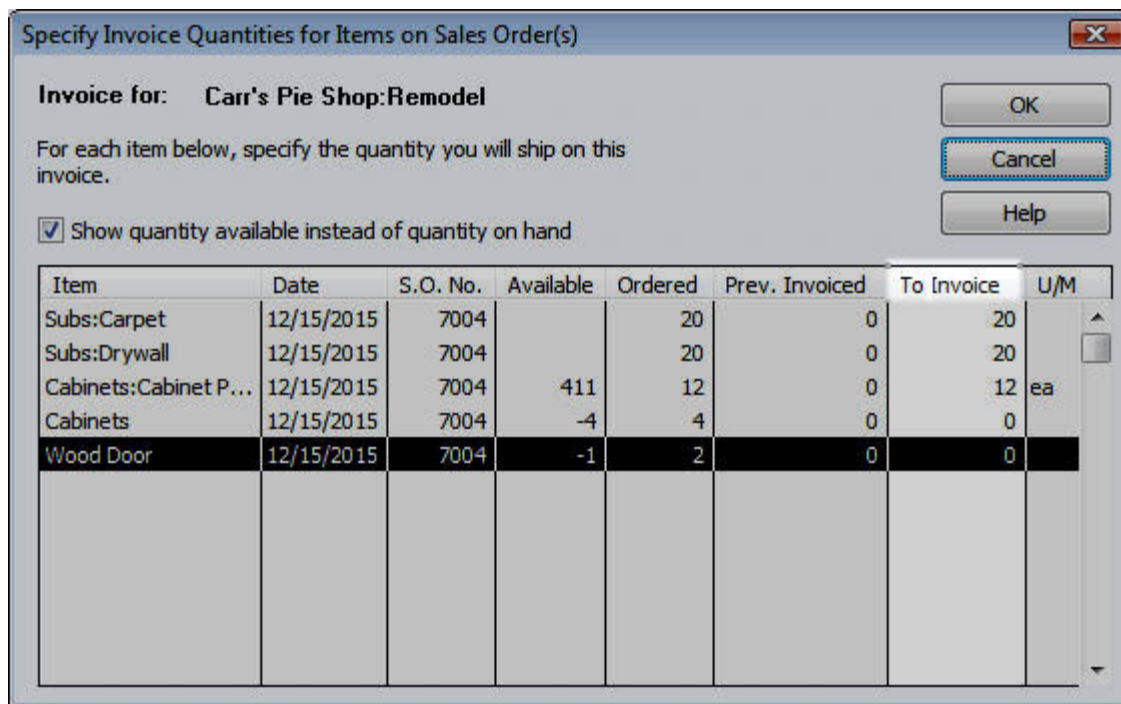 Specify Invoice Quantities for Items on Sales Order(s)
Invoice for: Carr's Pie Shop:Remodel
OK
For each item below, specify the quantity you will ship on this
invoice.
Cancel
Help
Show quantity available instead of quantity on hand
Item Date S.O. No. Available Ordered Prev. Invoiced To Invoice U/M
Subs:Carpet 12/15/2015 7004 20 0 20
Subs:Drywall 12/15/2015 7004 20 0 20
Cabinets:Cabinet P... 12/15/2015 7004 411 12 0 12 ea
Cabinets 12/15/2015 7004 -4 4 0 0
Wood Door 12/15/2015 7004 -1 2 0 0